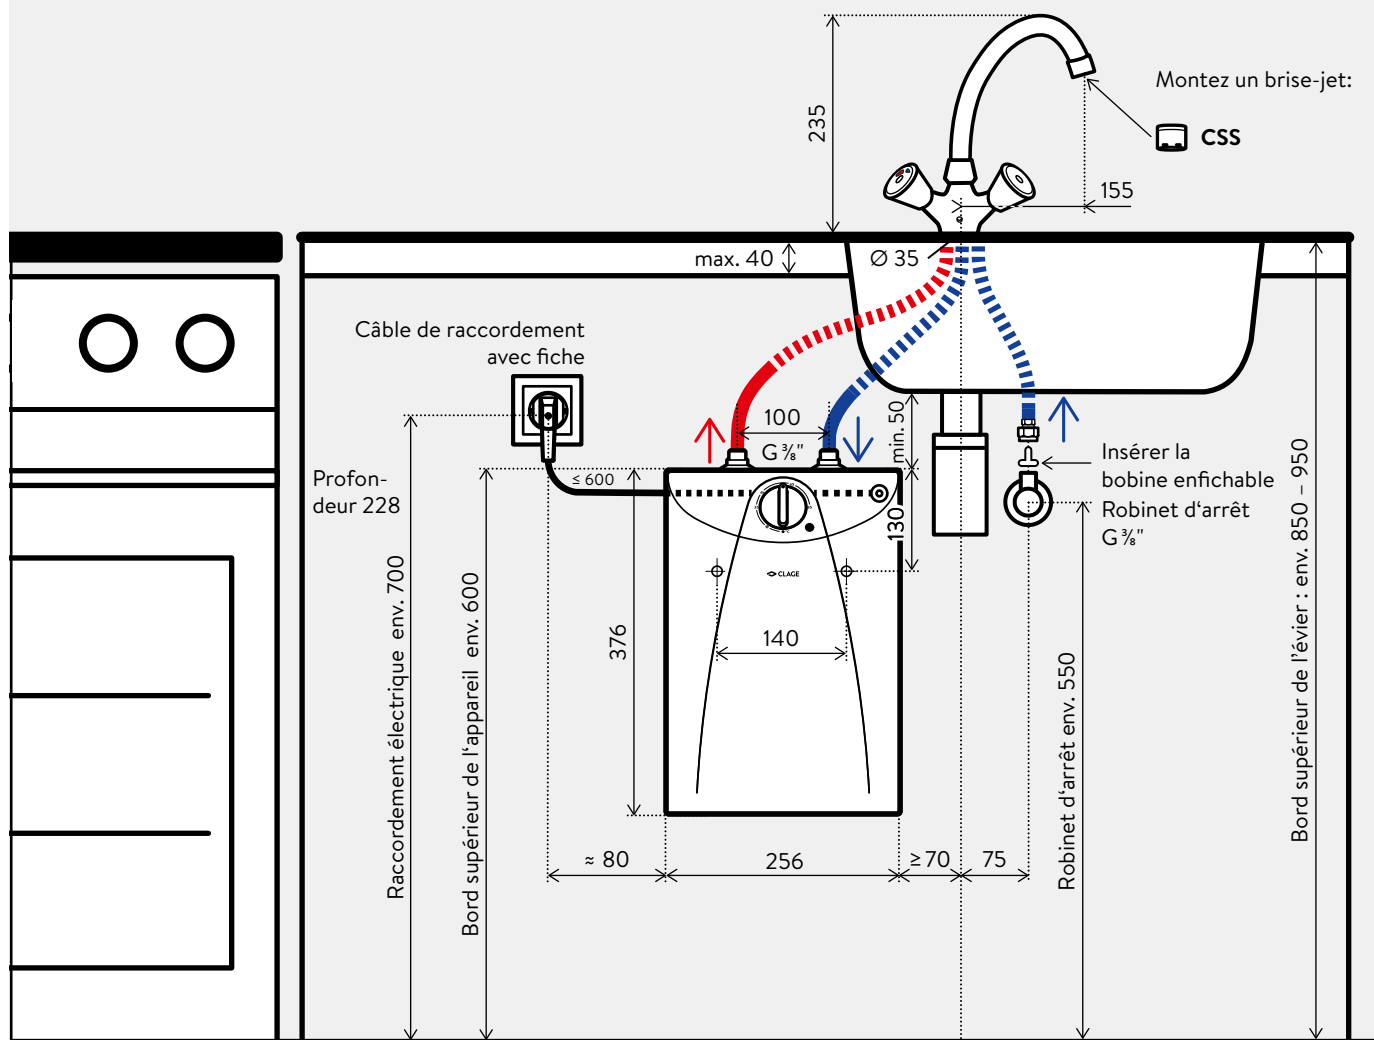 235
Montez un brise-jet:
CSS
155
max. 40
Ø 35
Câble de raccordement
avec fiche
100
G ⅜"
min. 50
≤ 600
Profon-
deur 228
Insérer la
bobine enfichable
Robinet d‘arrêt
G ⅜"
130
CLAGE
140
376
Raccordement électrique env. 700
Bord supérieur de l‘appareil env. 600
Robinet d‘arrêt env. 550
Bord supérieur de l’évier : env. 850 – 950
≈ 80
256
≥ 70
75